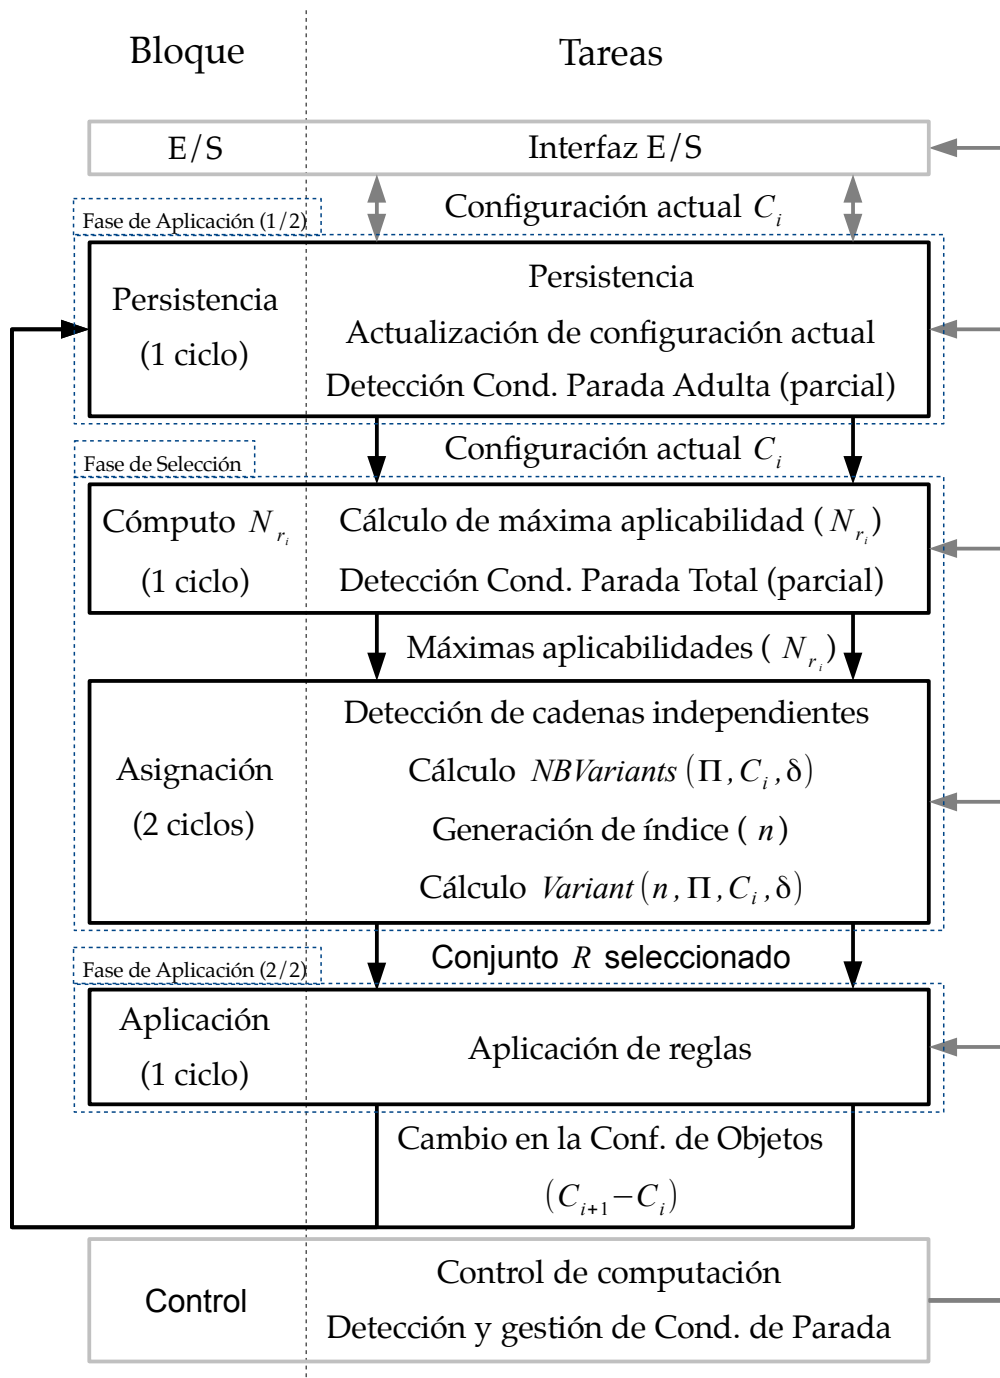 Bloque
Tareas
E/S
Interfaz E/S
Configuración actual C_i
Fase de Aplicación (1/2)
Persistencia
(1 ciclo)
Persistencia
Actualización de configuración actual
Detección Cond. Parada Adulta (parcial)
Configuración actual C_i
Fase de Selección
Cómputo N_{r_i}
(1 ciclo)
Cálculo de máxima aplicabilidad (N_{r_i})
Detección Cond. Parada Total (parcial)
Máximas aplicabilidades (N_{r_i})
Asignación
(2 ciclos)
Detección de cadenas independientes
Cálculo NBVariants(Π, C_i, δ)
Generación de índice (n)
Cálculo Variant(n, Π, C_i, δ)
Conjunto R seleccionado
Fase de Aplicación (2/2)
Aplicación
(1 ciclo)
Aplicación de reglas
Cambio en la Conf. de Objetos
(C_{i+1}−C_i)
Control
Control de computación
Detección y gestión de Cond. de Parada